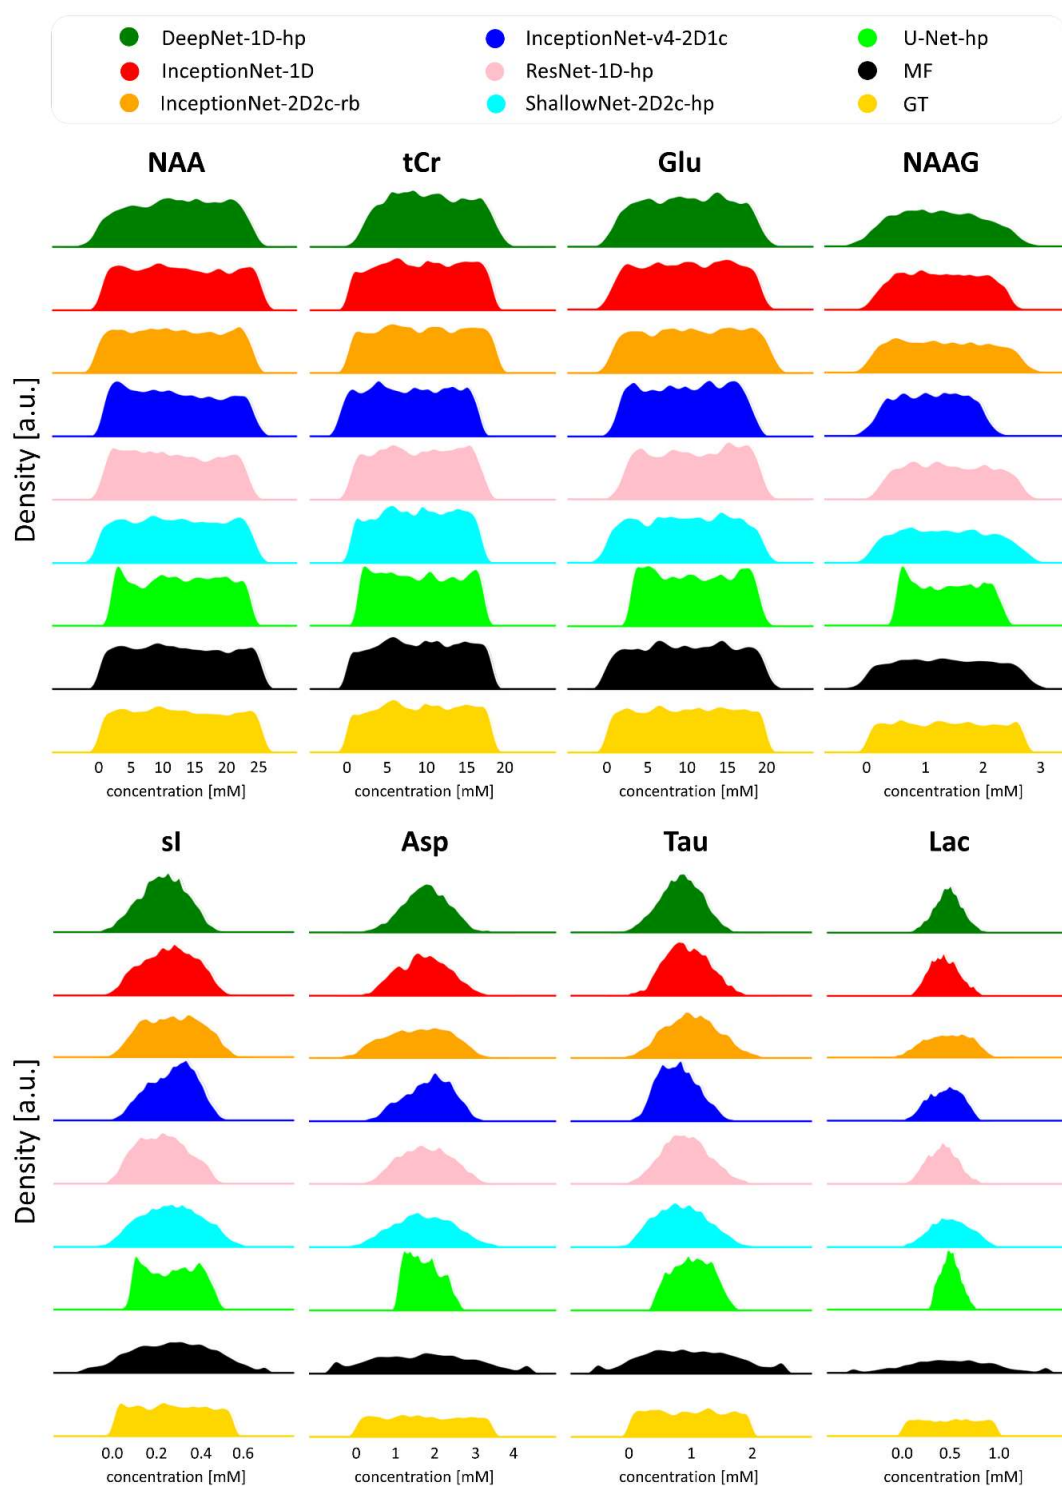 DeepNet-1D-hp
InceptionNet-v4-2D1c
U-Net-hp
InceptionNet-1D
ResNet-1D-hp
MF
InceptionNet-2D2c-rb
ShallowNet-2D2c-hp
GT
NAA
tCr
Glu
NAAG
Density [a.u.]
0 5 10 15 20 25
0 5 10 15 20
0 5 10 15 20
0 1 2 3
concentration [mM]
concentration [mM]
concentration [mM]
concentration [mM]
sI
Asp
Tau
Lac
Density [a.u.]
0.0 0.2 0.4 0.6
0 1 2 3 4
0 1 2
0.0 0.5 1.0
concentration [mM]
concentration [mM]
concentration [mM]
concentration [mM]